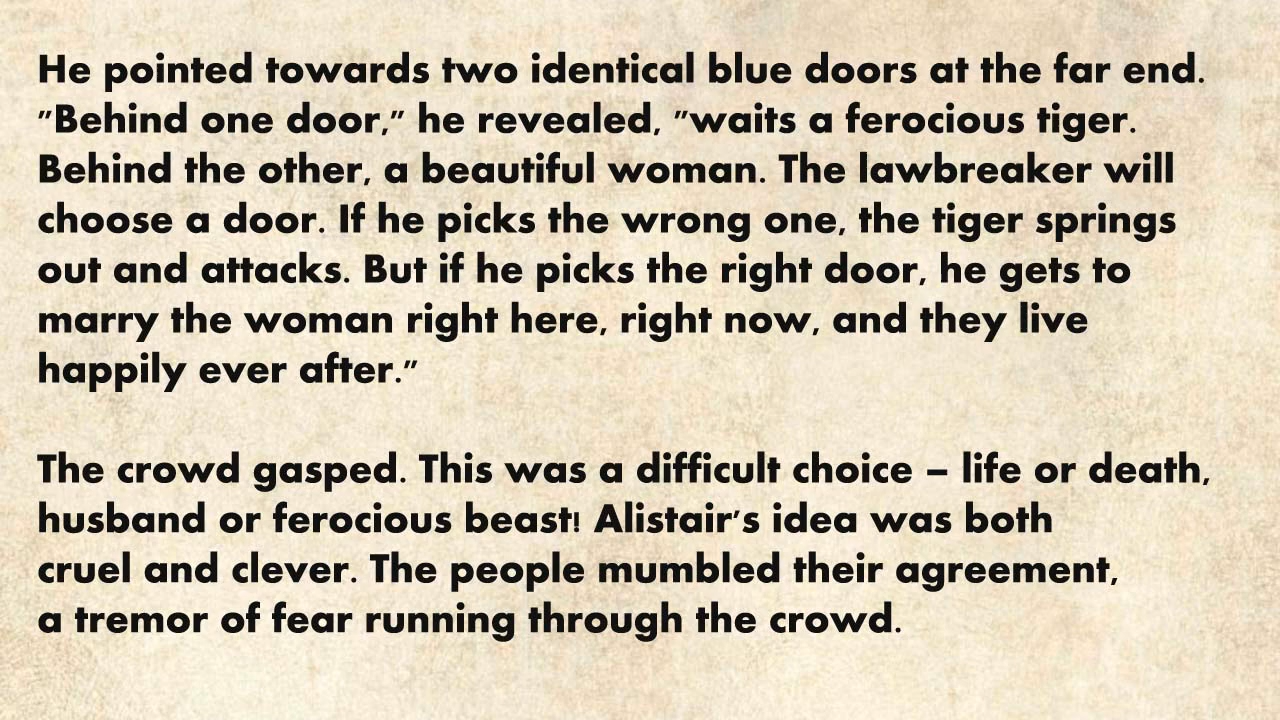 He pointed towards two identical blue doors at the far end.
"Behind one door," he revealed, "waits a ferocious tiger.
Behind the other, a beautiful woman. The lawbreaker will
choose a door. If he picks the wrong one, the tiger springs
out and attacks. But if he picks the right door, he gets to
marry the woman right here, right now, and they live
happily ever after."
The crowd gasped. This was a difficult choice – life or death,
husband or ferocious beast! Alistair's idea was both
cruel and clever. The people mumbled their agreement,
a tremor of fear running through the crowd.